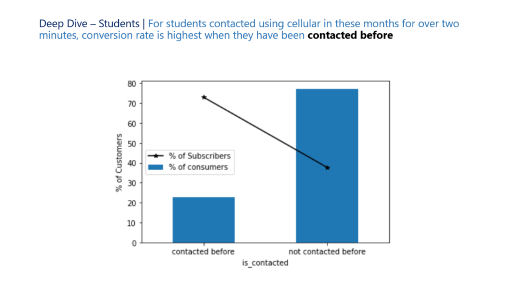 Deep Dive – Students | For students contacted using cellular in these months for over two
minutes, conversion rate is highest when they have been contacted before
80
70
60
50
40
30
20
10
0
% of Customers
% of Subscribers
% of consumers
contacted before
not contacted before
is_contacted